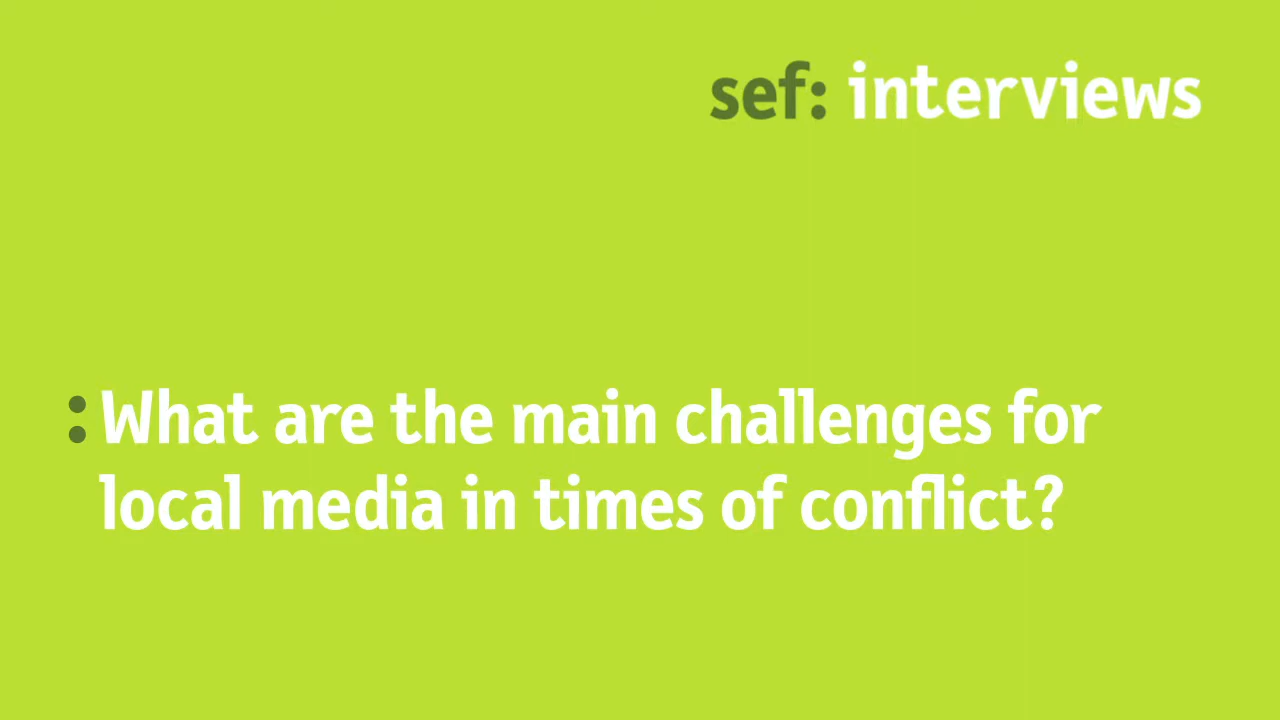 sef: interviews
: What are the main challenges for
local media in times of conflict?